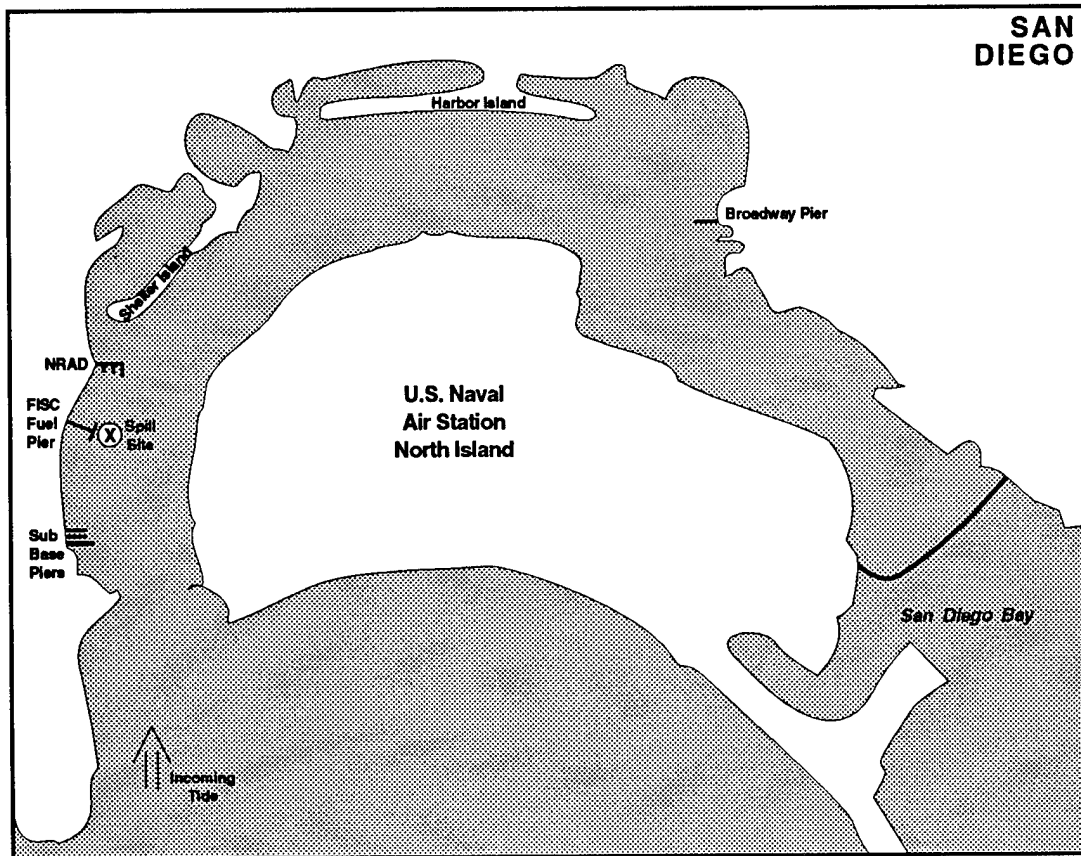 SAN
DIEGO
Harbor Island
Broadway Pier
Shelter Island
NRAD
FISC
Fuel
Pier
X
Spill
Site
U.S. Naval
Air Station
North Island
Sub
Base
Piers
San Diego Bay
Incoming
Tide